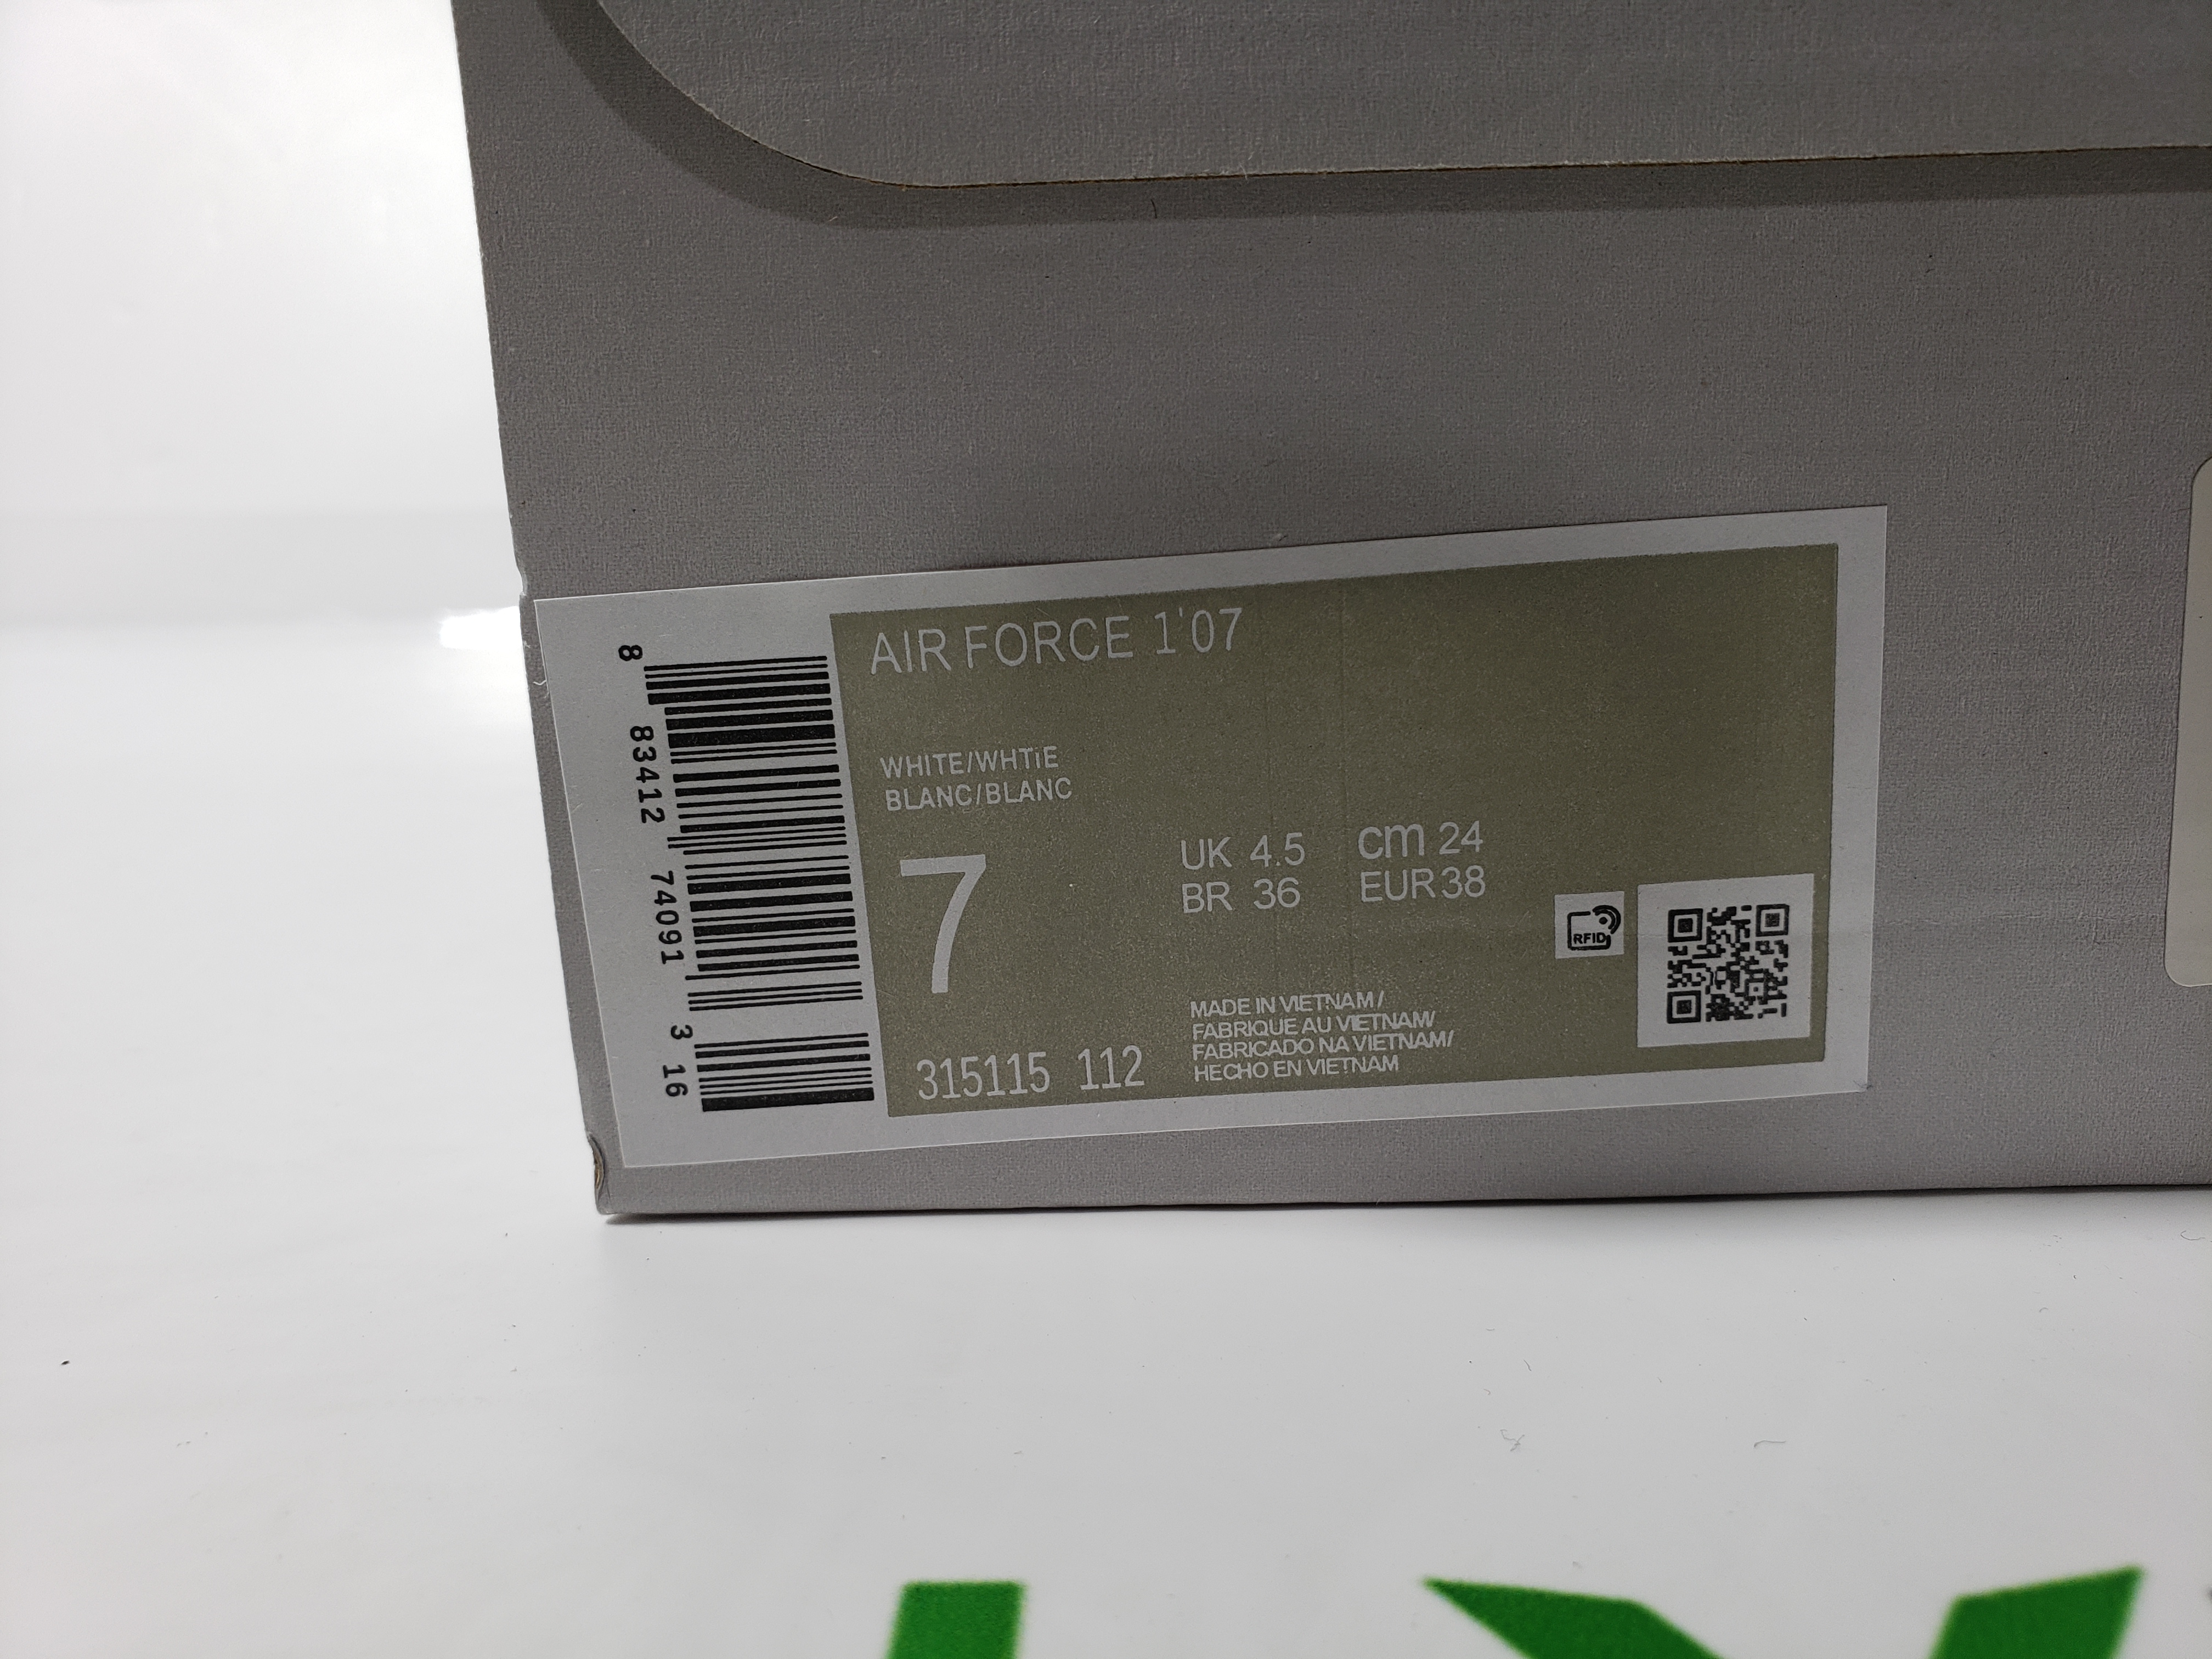 AIR FORCE 1'07
WHITE/WHTiE
BLANC/BLANC
7
UK 4.5 cm 24
BR 36 EUR 38
RFID
MADE IN VIETNAM /
FABRIQUE AU VIETNAM/
FABRICADO NA VIETNAM/
HECHO EN VIETNAM
315115 112
8 83412 74091 3 16